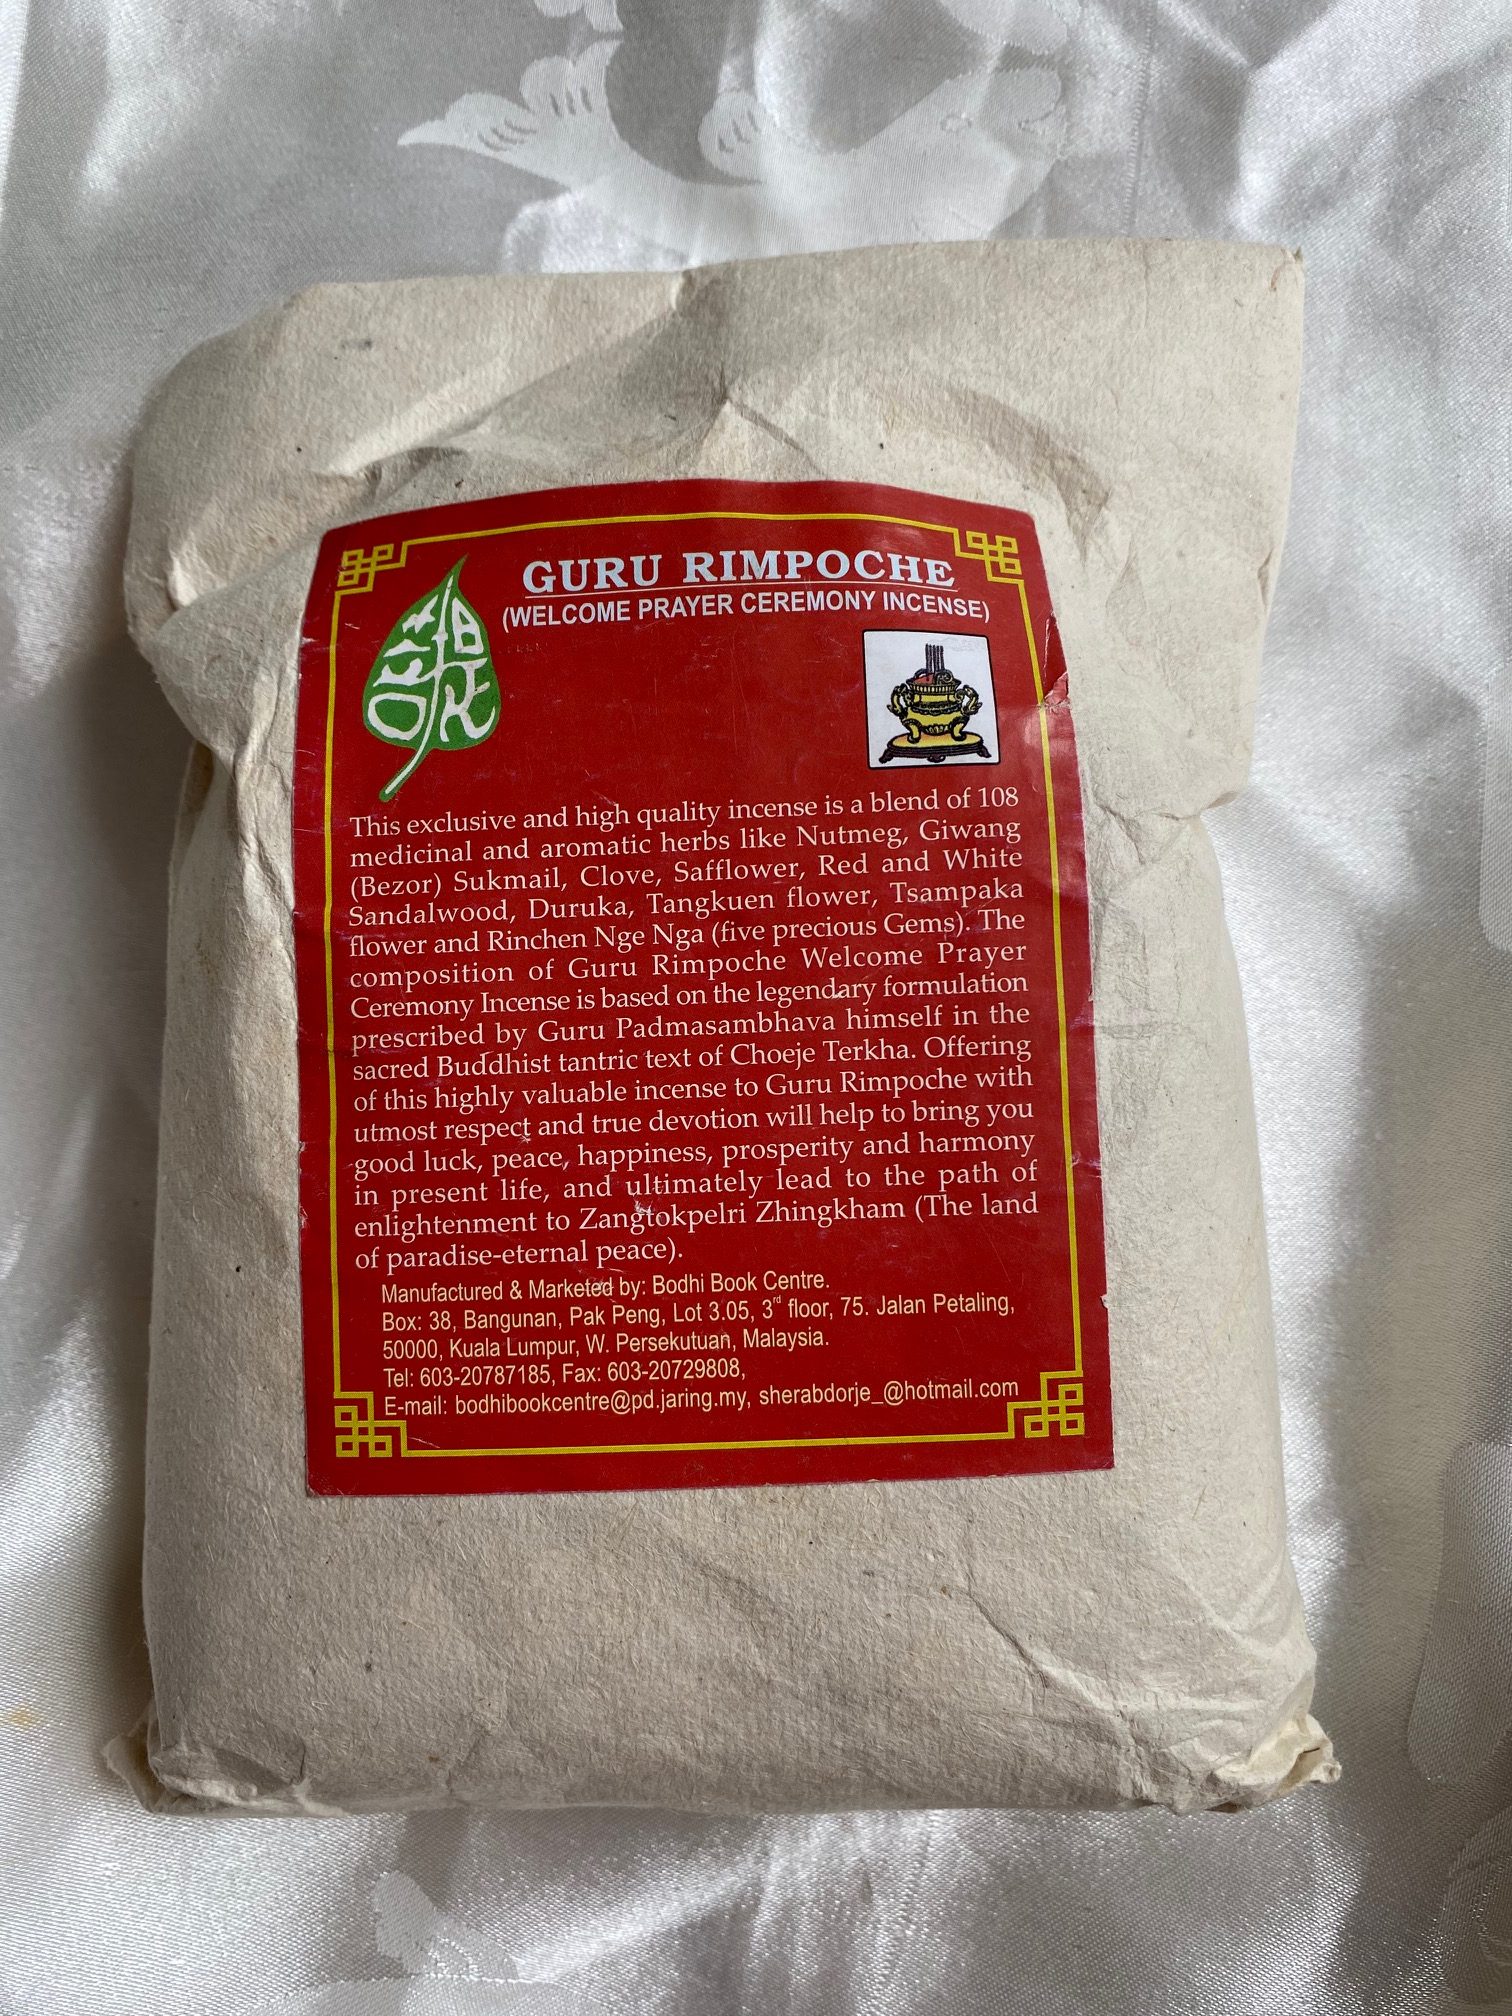 GURU RIMPOCHE
(WELCOME PRAYER CEREMONY INCENSE)
This exclusive and high quality incense is a blend of 108
medicinal and aromatic herbs like Nutmeg, Giwang
(Bezor) Sukmail, Clove, Safflower, Red and White
Sandalwood, Duruka, Tangkuen flower, Tsampaka
flower and Rinchen Nge Nga (five precious Gems). The
composition of Guru Rimpoche Welcome Prayer
Ceremony Incense is based on the legendary formulation
prescribed by Guru Padmasambhava himself in the
sacred Buddhist tantric text of Choeje Terkha. Offering
of this highly valuable incense to Guru Rimpoche with
utmost respect and true devotion will help to bring you
good luck, peace, happiness, prosperity and harmony
in present life, and ultimately lead to the path of
enlightenment to Zangtokpelri Zhingkham (The land
of paradise-eternal peace).
Manufactured & Marketed by: Bodhi Book Centre.
Box: 38, Bangunan, Pak Peng, Lot 3.05, 3rd floor, 75. Jalan Petaling,
50000, Kuala Lumpur, W. Persekutuan, Malaysia.
Tel: 603-20787185, Fax: 603-20729808,
E-mail: bodhibookcentre@pd.jaring.my, sherabdorje_@hotmail.com